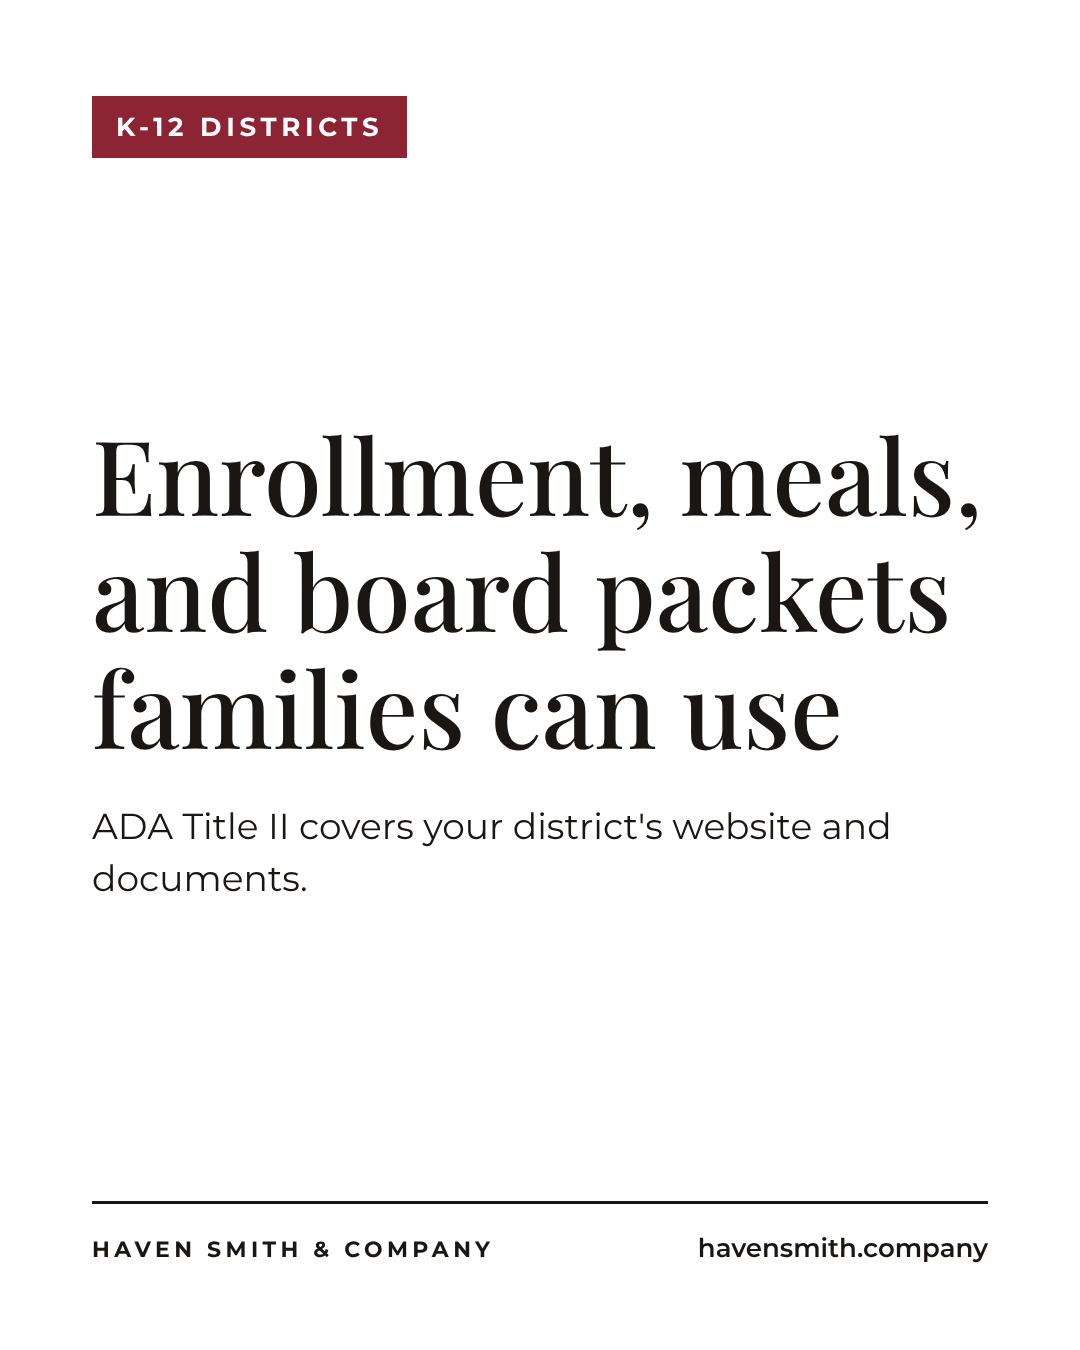 K-12 DISTRICTS
Enrollment, meals,
and board packets
families can use
ADA Title II covers your district's website and
documents.
HAVEN SMITH & COMPANY
havensmith.company